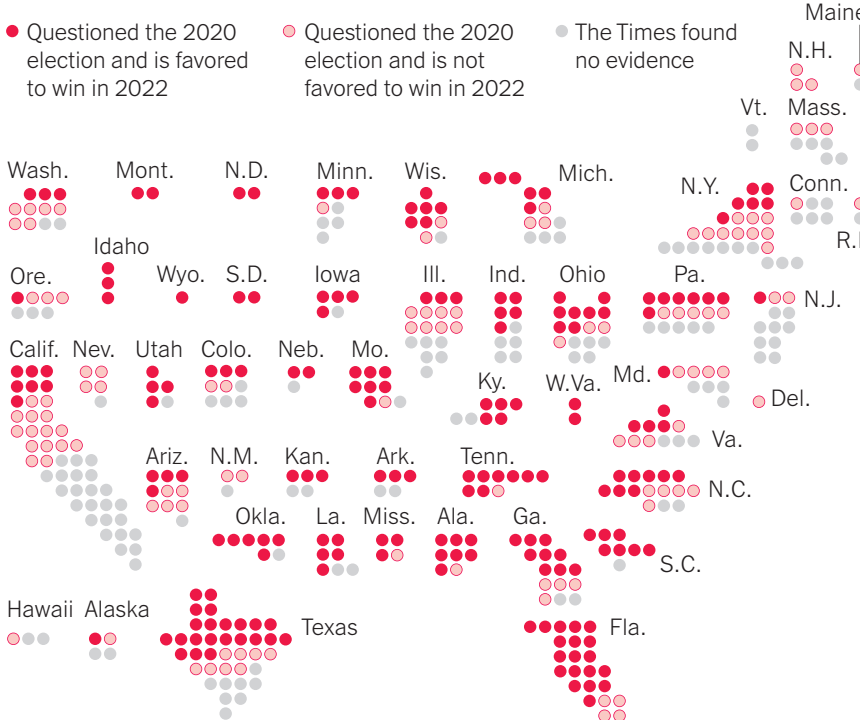 Questioned the 2020
election and is favored
to win in 2022
Questioned the 2020
election and is not
favored to win in 2022
The Times found
no evidence
Maine
N.H.
Vt. Mass.
Wash. Mont. N.D. Minn. Wis. Mich. N.Y. Conn.
R.I
Idaho
Ore. Wyo. S.D. Iowa Ill. Ind. Ohio Pa. N.J.
Calif. Nev. Utah Colo. Neb. Mo. Ky. W.Va. Md. Del.
Va.
Ariz. N.M. Kan. Ark. Tenn. N.C.
Okla. La. Miss. Ala. Ga. S.C.
Hawaii Alaska Texas Fla.